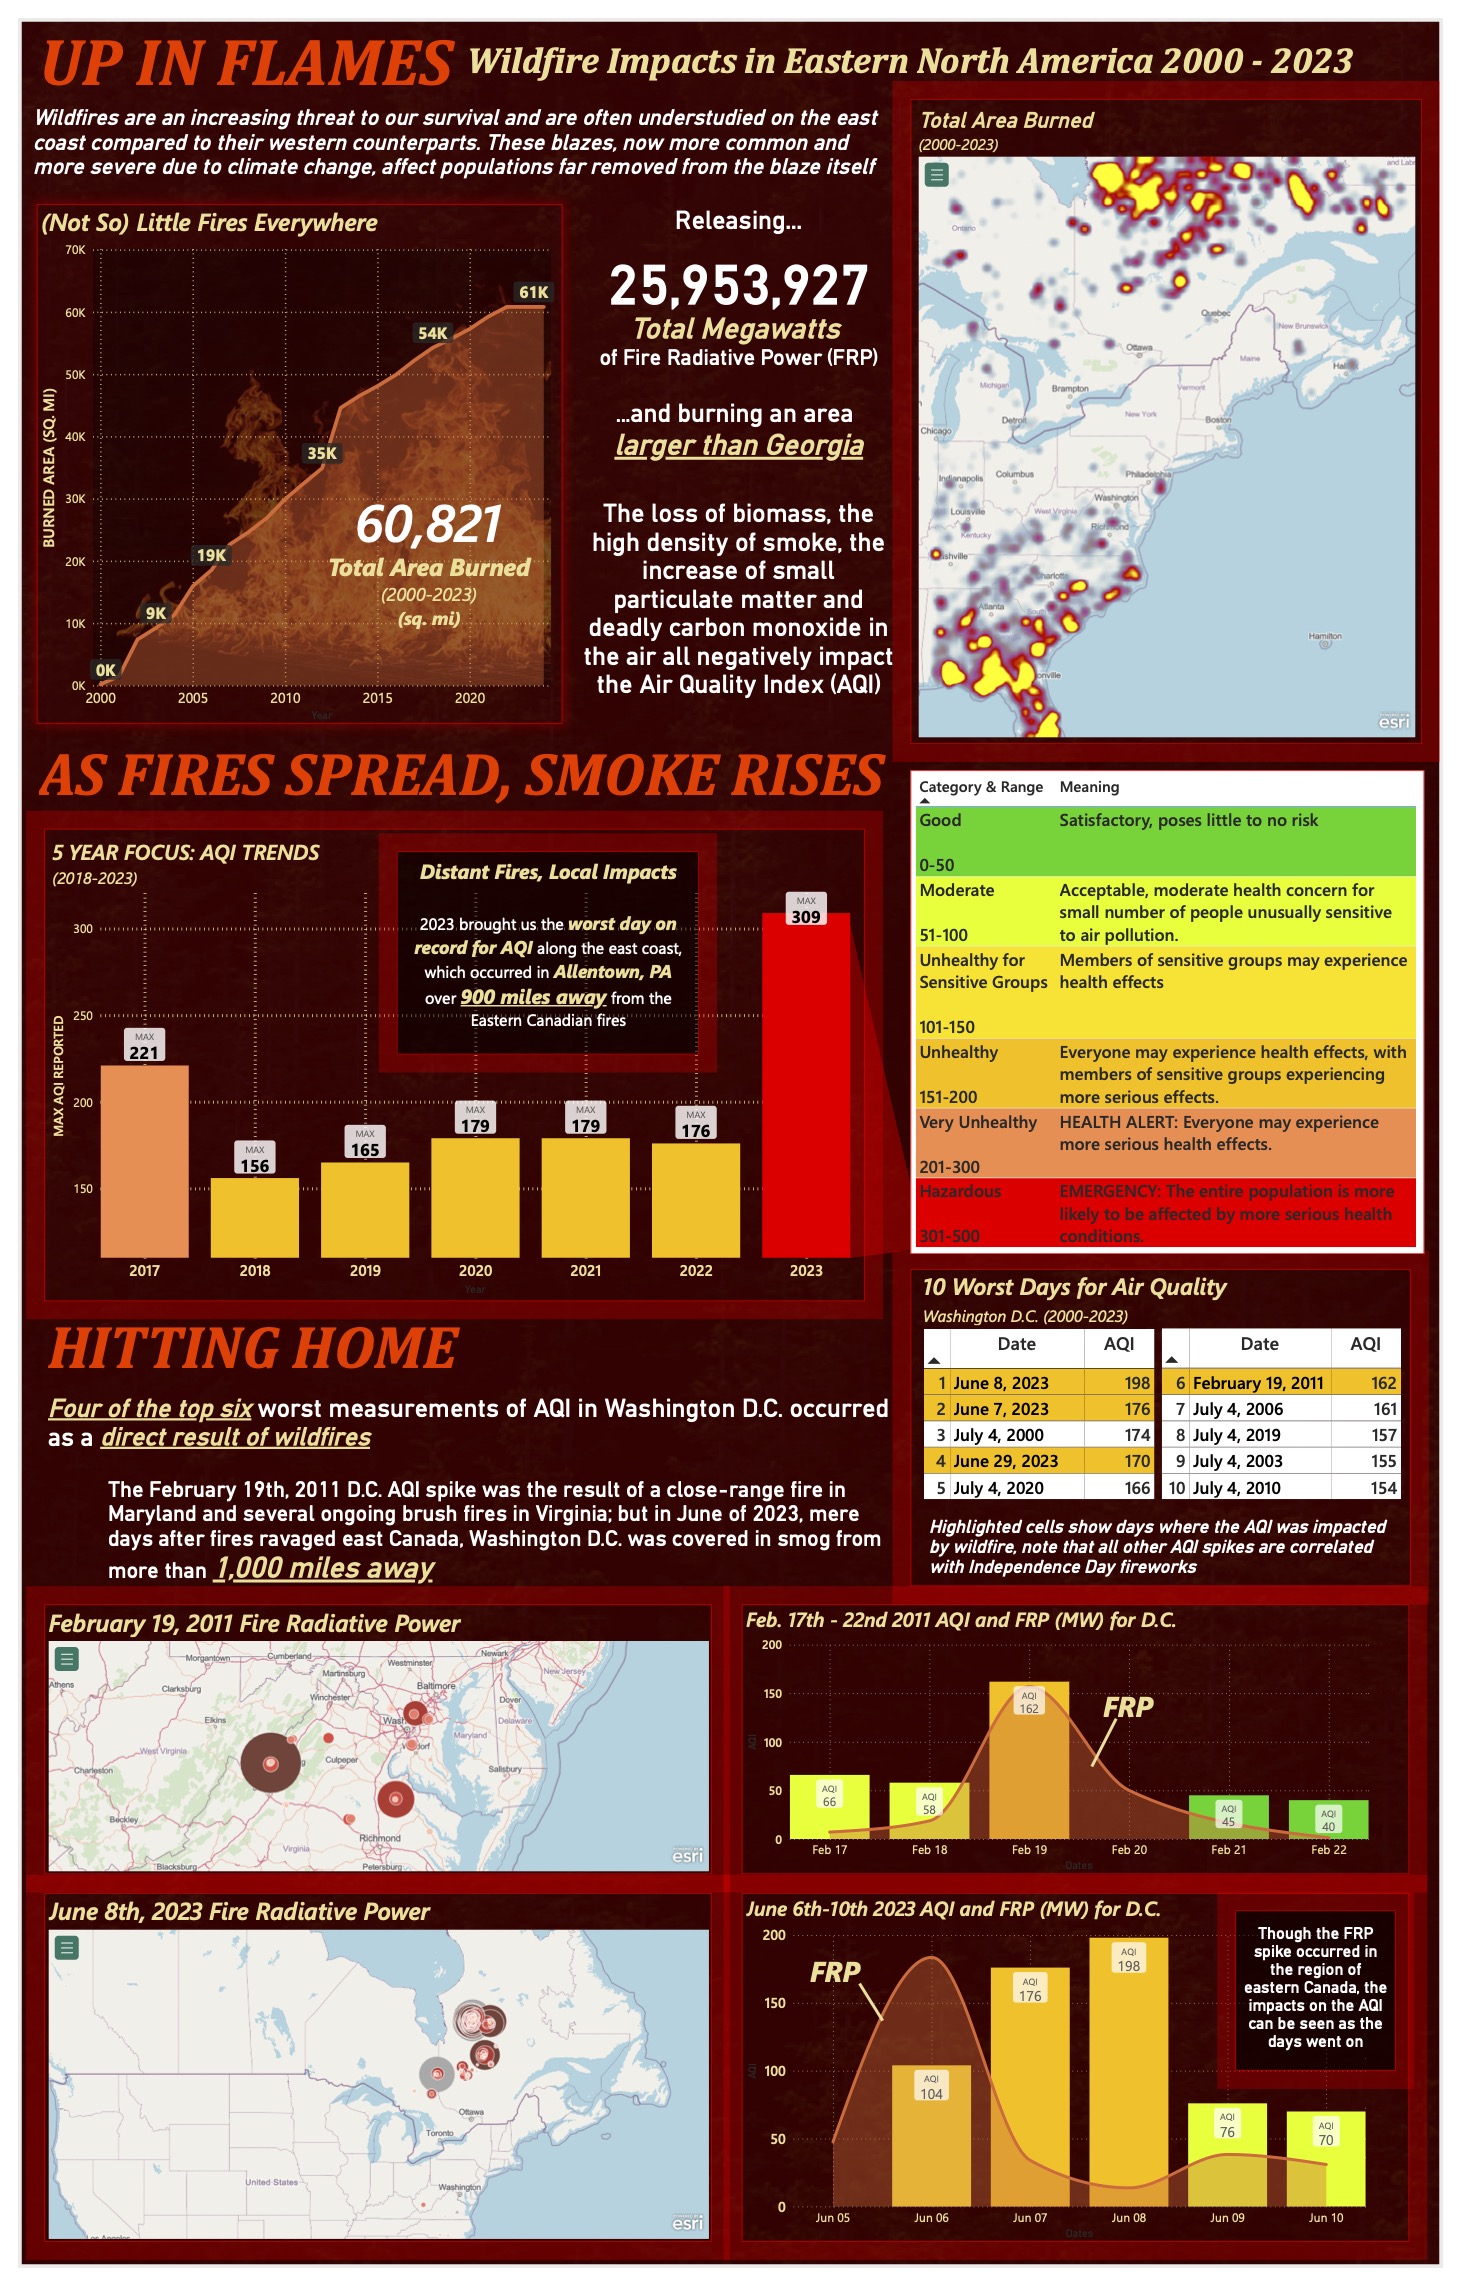 UP IN FLAMES Wildfire Impacts in Eastern North America 2000 - 2023
Wildfires are an increasing threat to our survival and are often understudied on the east
coast compared to their western counterparts. These blazes, now more common and
more severe due to climate change, affect populations far removed from the blaze itself
(Not So) Little Fires Everywhere
70K
60K
50K
40K
30K
20K
10K
0K
BURNED AREA (SQ. MI)
0K
9K
19K
35K
54K
61K
60,821
Total Area Burned
(2000-2023)
(sq. mi)
2000 2005 2010 2015 2020
Year
Releasing...
25,953,927
Total Megawatts
of Fire Radiative Power (FRP)
...and burning an area
larger than Georgia
The loss of biomass, the
high density of smoke, the
increase of small
particulate matter and
deadly carbon monoxide in
the air all negatively impact
the Air Quality Index (AQI)
Total Area Burned
(2000-2023)
and Labr
Ontario
Quebec
New Brunswick
Ottawa
Maine
Hal
Michigan
Brampton
Vermont
Detroit
New York
Boston
Chicago
Indianapolis
Columbus
Philadelphia
Washington
Louisville
West Virginia
Richmond
Kentucky
shville
harlotte
Atlanta
South
Hamilton
onville
esri
AS FIRES SPREAD, SMOKE RISES
5 YEAR FOCUS: AQI TRENDS
(2018-2023)
Distant Fires, Local Impacts
2023 brought us the worst day on
record for AQI along the east coast,
which occurred in Allentown, PA
over 900 miles away from the
Eastern Canadian fires
MAX AQI REPORTED
300
250
200
150
MAX
221
MAX
156
MAX
165
MAX
179
MAX
179
MAX
176
MAX
309
2017 2018 2019 2020 2021 2022 2023
Year
Category & Range Meaning
Good Satisfactory, poses little to no risk
0-50
Moderate Acceptable, moderate health concern for
small number of people unusually sensitive
51-100 to air pollution.
Unhealthy for Members of sensitive groups may experience
Sensitive Groups health effects
101-150
Unhealthy Everyone may experience health effects, with
members of sensitive groups experiencing
151-200 more serious effects.
Very Unhealthy HEALTH ALERT: Everyone may experience
more serious health effects.
201-300
Hazardous EMERGENCY: The entire population is more
likely to be affected by more serious health
301-500 conditions.
HITTING HOME
Four of the top six worst measurements of AQI in Washington D.C. occurred
as a direct result of wildfires
The February 19th, 2011 D.C. AQI spike was the result of a close-range fire in
Maryland and several ongoing brush fires in Virginia; but in June of 2023, mere
days after fires ravaged east Canada, Washington D.C. was covered in smog from
more than 1,000 miles away
10 Worst Days for Air Quality
Washington D.C. (2000-2023)
Date AQI
1 June 8, 2023 198
2 June 7, 2023 176
3 July 4, 2000 174
4 June 29, 2023 170
5 July 4, 2020 166
Date AQI
6 February 19, 2011 162
7 July 4, 2006 161
8 July 4, 2019 157
9 July 4, 2003 155
10 July 4, 2010 154
Highlighted cells show days where the AQI was impacted
by wildfire, note that all other AQI spikes are correlated
with Independence Day fireworks
February 19, 2011 Fire Radiative Power
Athens
Morgantown
Cumberland
Martinsburg
Westminster
Newark
New Jersey
Clarksburg
Winchester
Baltimore
Dover
Elkins
Wash
Delaware
West Virginia
Maryland
dorf
Culpeper
Charleston
Salisbury
Beckley
Virginia
Richmond
Blacksburg
Petersburg
esri
Feb. 17th - 22nd 2011 AQI and FRP (MW) for D.C.
200
150
100
50
0
AQI
AQI
66
AQI
58
AQI
162
FRP
AQI
45
AQI
40
Feb 17 Feb 18 Feb 19 Feb 20 Feb 21 Feb 22
Dates
June 8th, 2023 Fire Radiative Power
Ottawa
Toronto
United States
Washington
Los Angeles
esri
June 6th-10th 2023 AQI and FRP (MW) for D.C.
200
150
100
50
0
AQI
FRP
AQI
104
AQI
176
AQI
198
AQI
76
AQI
70
Jun 05 Jun 06 Jun 07 Jun 08 Jun 09 Jun 10
Dates
Though the FRP
spike occurred in
the region of
eastern Canada, the
impacts on the AQI
can be seen as the
days went on